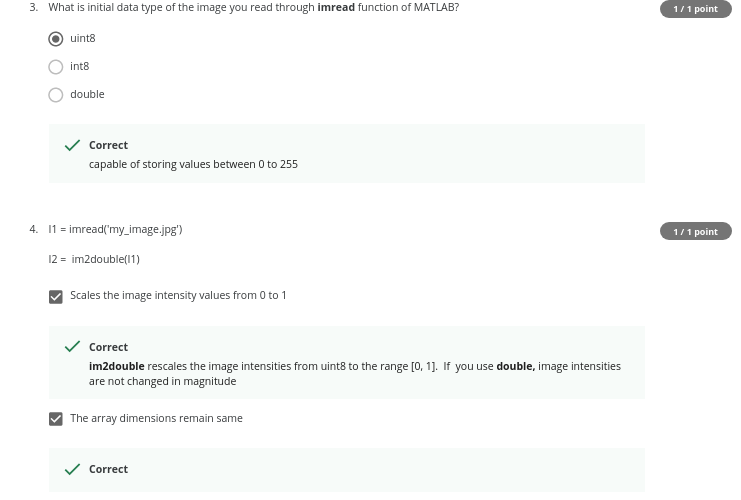 3. What is initial data type of the image you read through imread function of MATLAB?
1 / 1 point
uint8
int8
double
Correct
capable of storing values between 0 to 255
4. I1 = imread('my_image.jpg')
1 / 1 point
I2 = im2double(I1)
Scales the image intensity values from 0 to 1
Correct
im2double rescales the image intensities from uint8 to the range [0, 1]. If you use double, image intensities
are not changed in magnitude
The array dimensions remain same
Correct